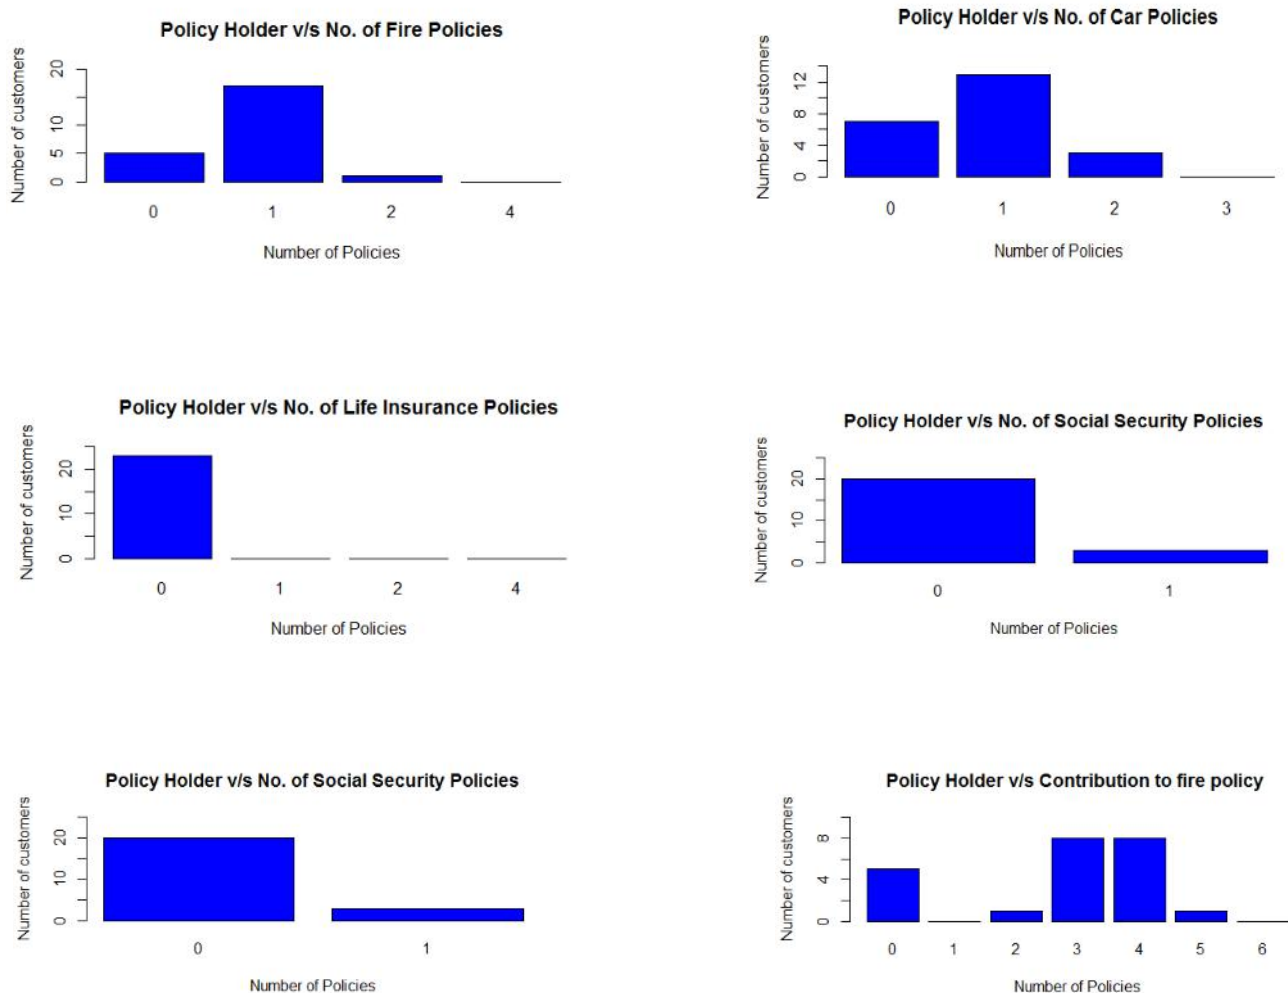 Policy Holder v/s No. of Fire Policies
Number of customers
20
10
5
0
0 1 2 4
Number of Policies
Policy Holder v/s No. of Car Policies
Number of customers
12
8
4
0
0 1 2 3
Number of Policies
Policy Holder v/s No. of Life Insurance Policies
Number of customers
20
10
0
0 1 2 4
Number of Policies
Policy Holder v/s No. of Social Security Policies
Number of customers
20
10
0
0 1
Number of Policies
Policy Holder v/s No. of Social Security Policies
Number of customers
20
10
0
0 1
Number of Policies
Policy Holder v/s Contribution to fire policy
Number of customers
8
4
0
0 1 2 3 4 5 6
Number of Policies